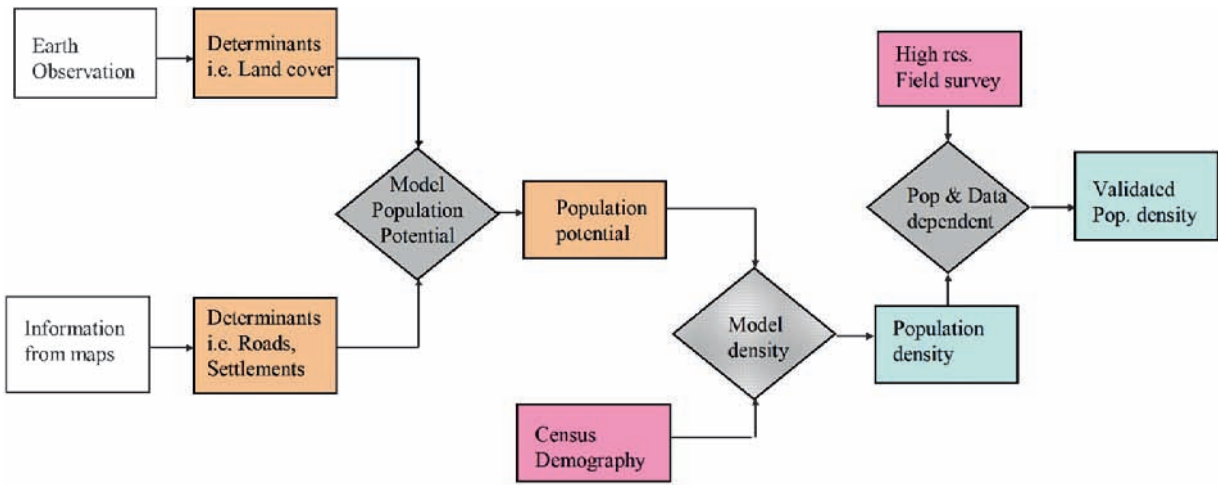 Earth
Observation
Determinants
i.e. Land cover
High res.
Field survey
Model
Population
Potential
Population
potential
Pop & Data
dependent
Validated
Pop. density
Information
from maps
Determinants
i.e. Roads,
Settlements
Model
density
Population
density
Census
Demography